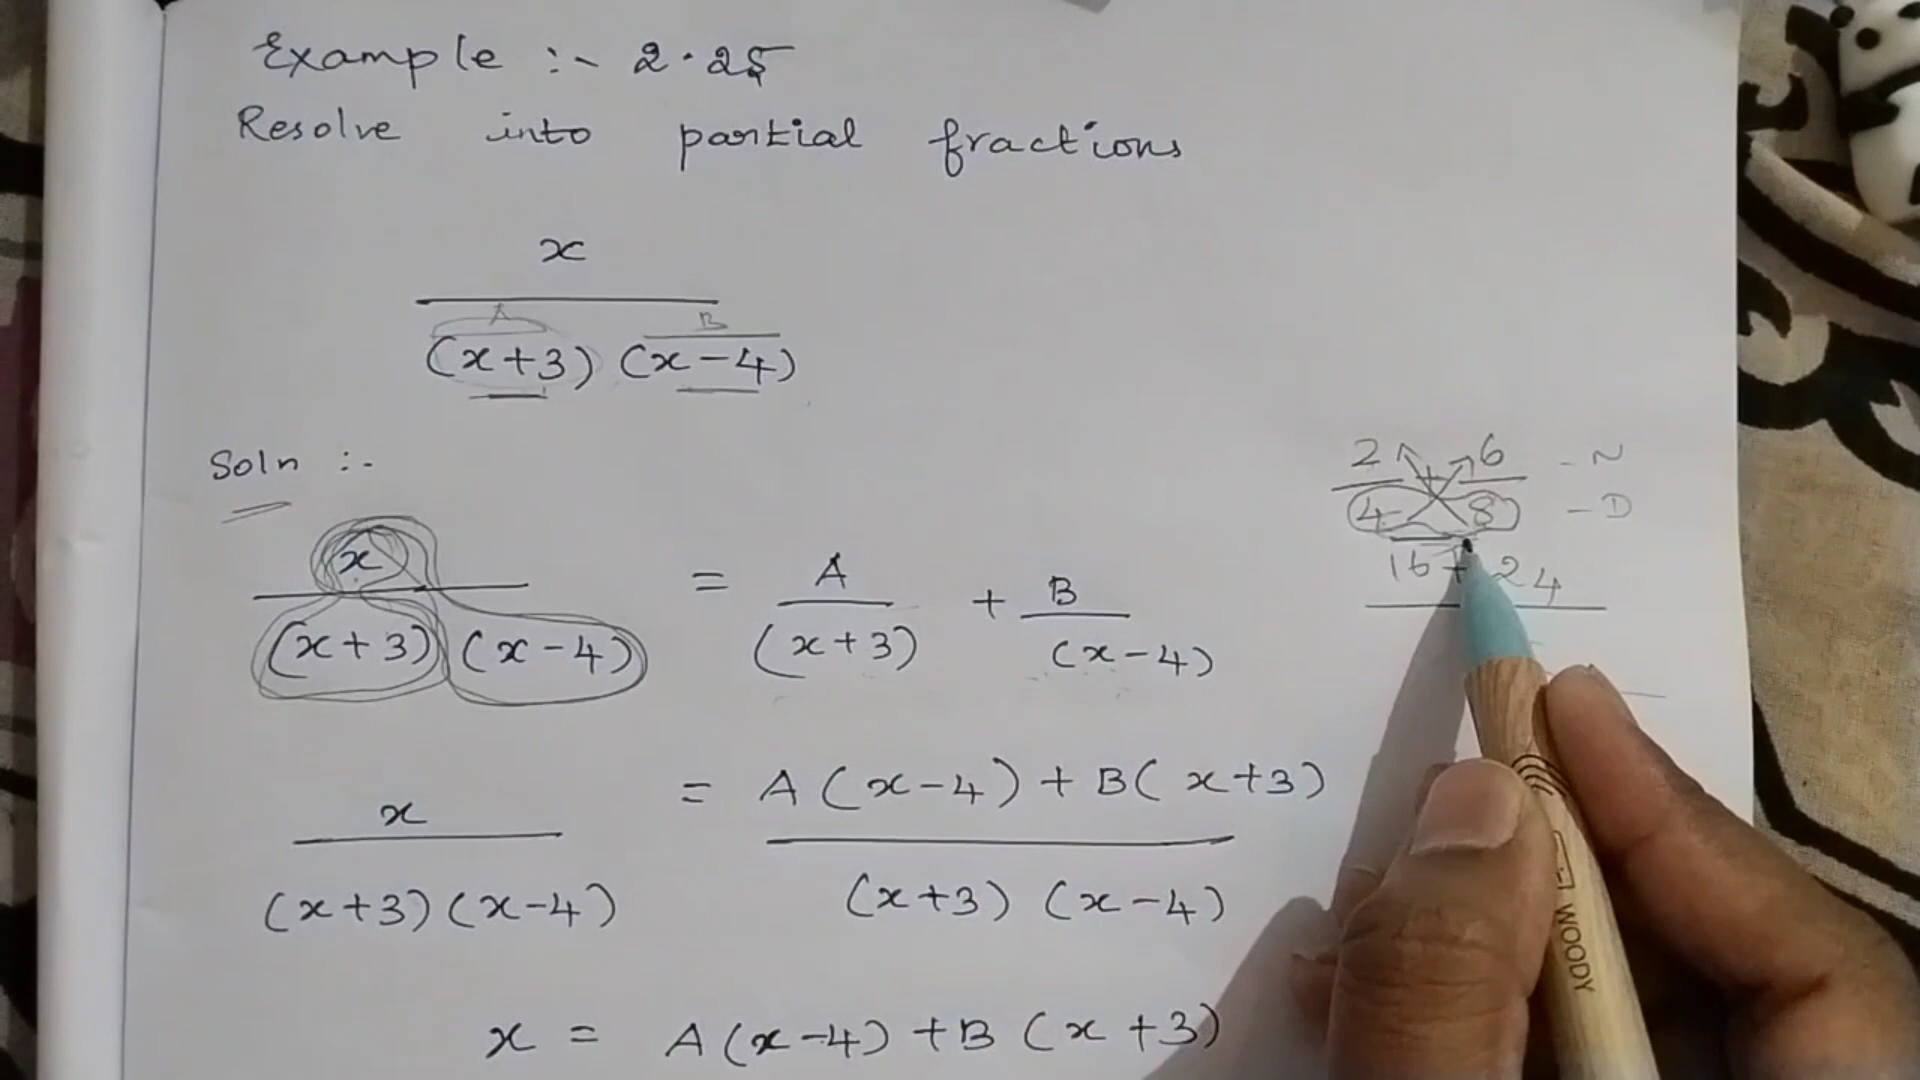 Example :- 2.25
Resolve into partial fractions
x
A B
(x+3) (x-4)
Soln :-
x = A + B
(x+3) (x-4) (x+3) (x-4)
2 + 6 - N
4 8 - D
16 + 24
x = A (x-4) + B( x+3)
(x+3) (x-4) (x+3) (x-4)
x = A (x-4) + B (x+3)
WOODY